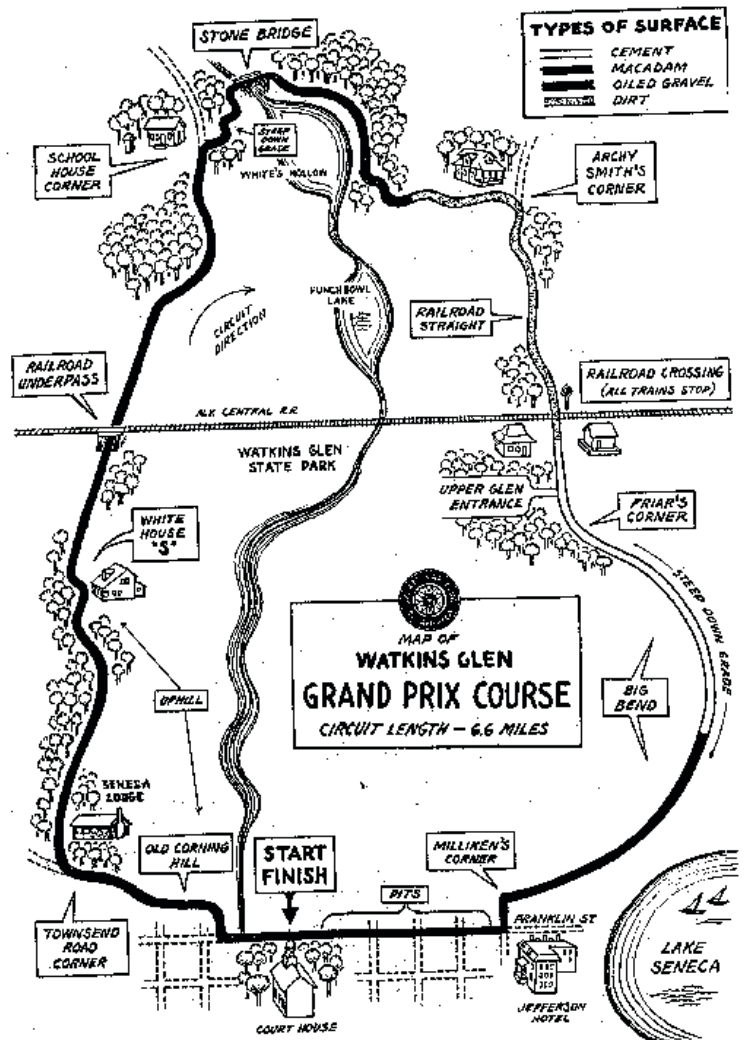 STONE BRIDGE
TYPES OF SURFACE
CEMENT
MACADAM
OILED GRAVEL
DIRT
SCHOOL
HOUSE
CORNER
STEEP
DOWN
GRADE
WHITE'S HOLLOW
ARCHY
SMITH'S
CORNER
PUNCHBOWL
LAKE
CIRCUIT
DIRECTION
RAILROAD
STRAIGHT
RAILROAD
UNDERPASS
RAILROAD CROSSING
(ALL TRAINS STOP)
CENTRAL R.R.
WATKINS GLEN
STATE PARK
UPPER GLEN
ENTRANCE
FRIAR'S
CORNER
WHITE
HOUSE
"S"
STEEP DOWN GRADE
MAP OF
WATKINS GLEN
GRAND PRIX COURSE
CIRCUIT LENGTH — 6.6 MILES
BIG
BEND
UPHILL
SENECA
LODGE
OLD CORNING
HILL
START
FINISH
MILLIKEN'S
CORNER
PITS
FRANKLIN ST.
TOWNSEND
ROAD
CORNER
LAKE
SENECA
JEFFERSON
HOTEL
COURT HOUSE